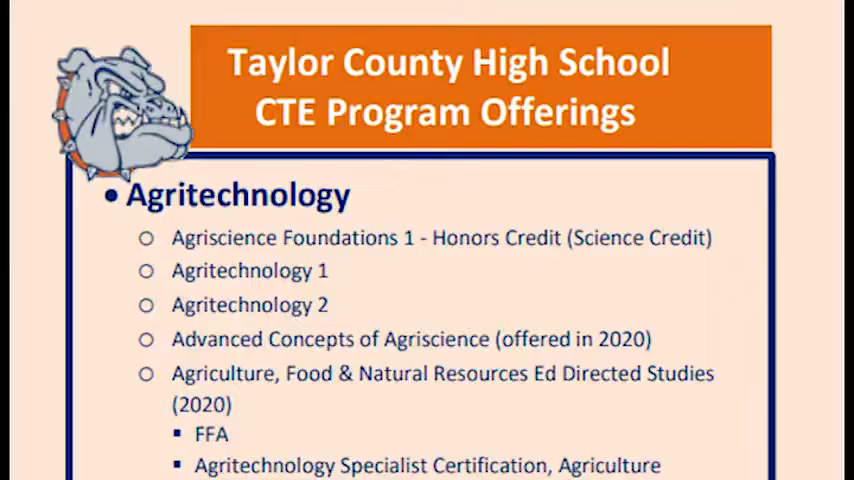 Taylor County High School
CTE Program Offerings
• Agritechnology
○ Agriscience Foundations 1 - Honors Credit (Science Credit)
○ Agritechnology 1
○ Agritechnology 2
○ Advanced Concepts of Agriscience (offered in 2020)
○ Agriculture, Food & Natural Resources Ed Directed Studies
(2020)
▪ FFA
▪ Agritechnology Specialist Certification, Agriculture